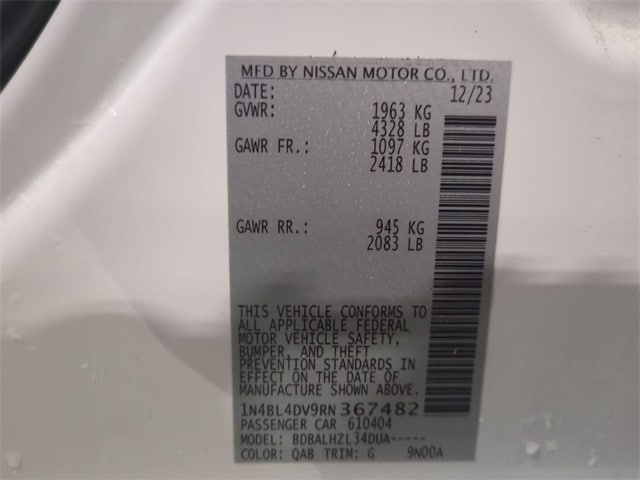 MFD BY NISSAN MOTOR CO., LTD.
DATE: 12/23
GVWR: 1963 KG
4328 LB
GAWR FR.: 1097 KG
2418 LB
GAWR RR.: 945 KG
2083 LB
THIS VEHICLE CONFORMS TO
ALL APPLICABLE FEDERAL
MOTOR VEHICLE SAFETY,
BUMPER, AND THEFT
PREVENTION STANDARDS IN
EFFECT ON THE DATE OF
MANUFACTURE SHOWN ABOVE.
1N4BL4DV9RN367482
PASSENGER CAR 610404
MODEL: BDBALHZL34DUA-----
COLOR: QAB TRIM: G 9N00A